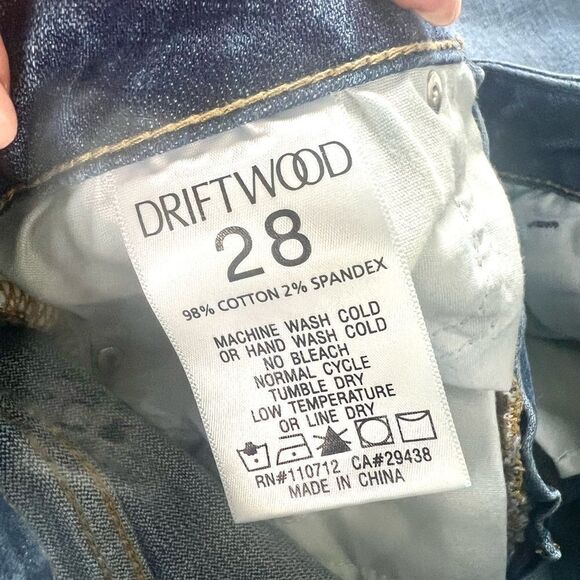 DRIFTWOOD
28
98% COTTON 2% SPANDEX
MACHINE WASH COLD
OR HAND WASH COLD
NO BLEACH
NORMAL CYCLE
TUMBLE DRY
LOW TEMPERATURE
OR LINE DRY
RN#110712 CA#29438
MADE IN CHINA